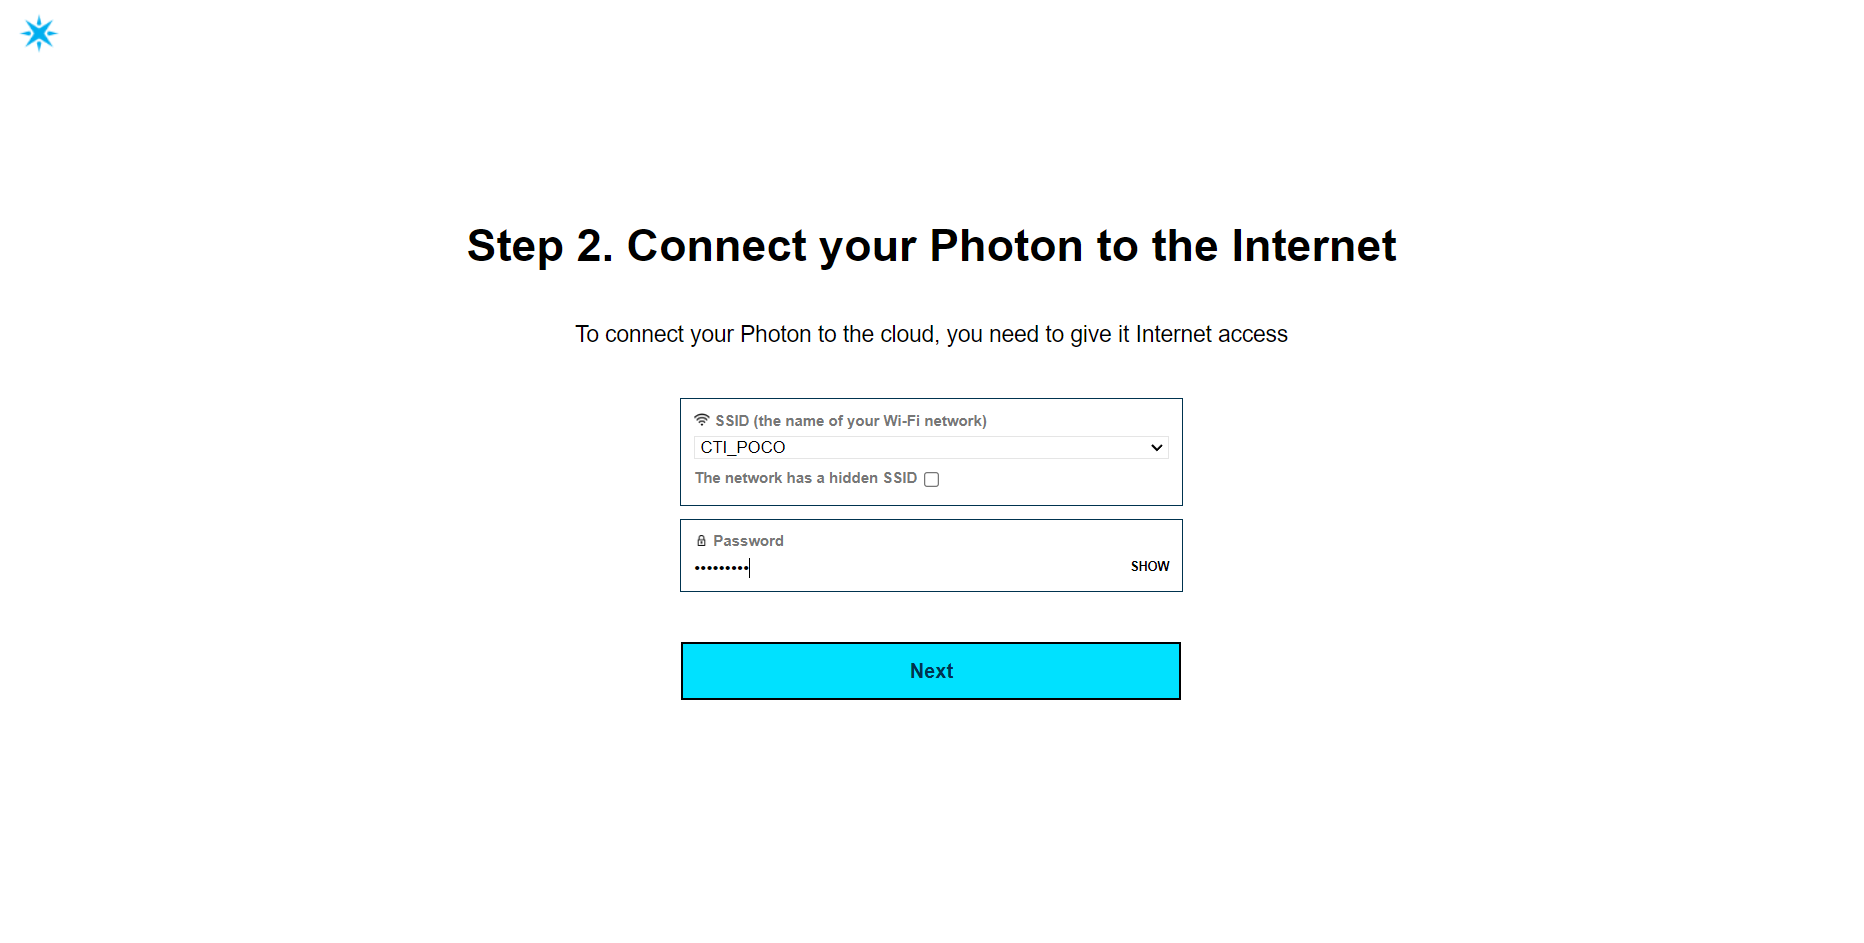 Step 2. Connect your Photon to the Internet
To connect your Photon to the cloud, you need to give it Internet access
SSID (the name of your Wi-Fi network)
CTI_POCO
The network has a hidden SSID
Password
•••••••••
SHOW
Next